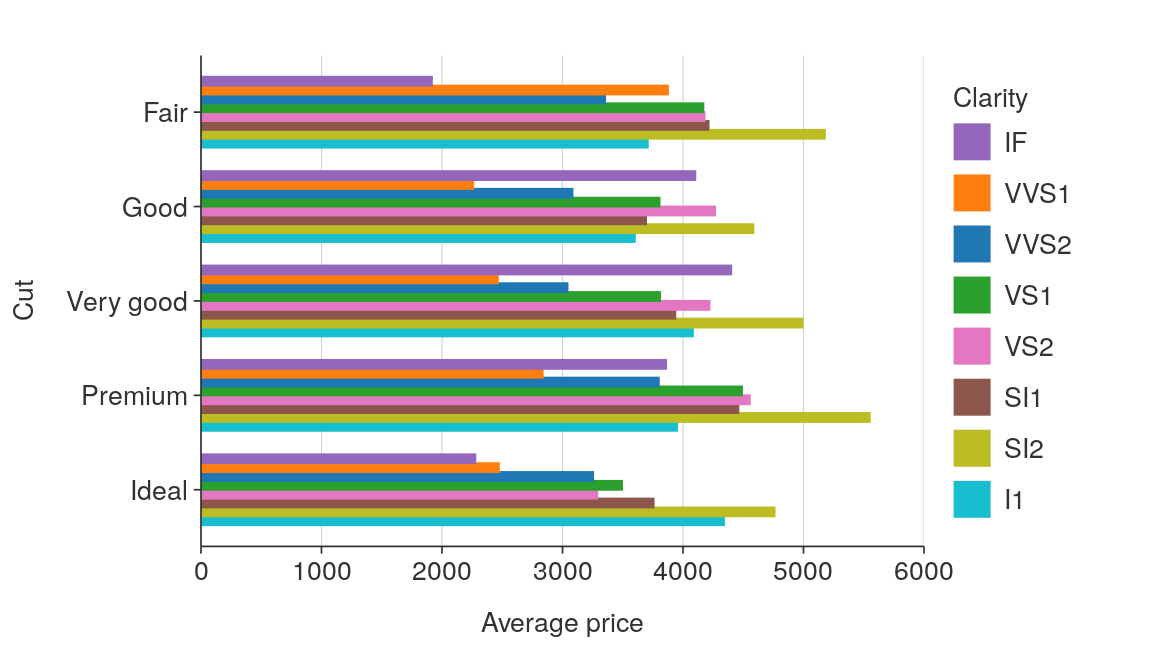 Clarity
IF
VVS1
VVS2
VS1
VS2
SI1
SI2
I1
Cut
Fair
Good
Very good
Premium
Ideal
0 1000 2000 3000 4000 5000 6000
Average price